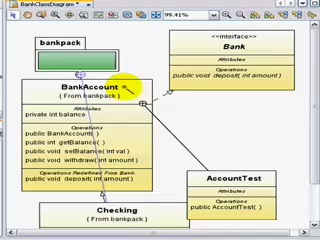 BankClassDiagram *
99,41%
bankpack
<<interface>>
Bank
public void deposit( int amount )
BankAccount
( From bankpack )
Attributes
private int balance
Operations
public BankAccount( )
public int getBalance( )
public void setBalance( int val )
public void withdraw( int amount )
Operations Redefined From Bank
public void deposit( int amount )
AccountTest
Attributes
Operations
public AccountTest( )
Checking
( From bankpack )
Attributes